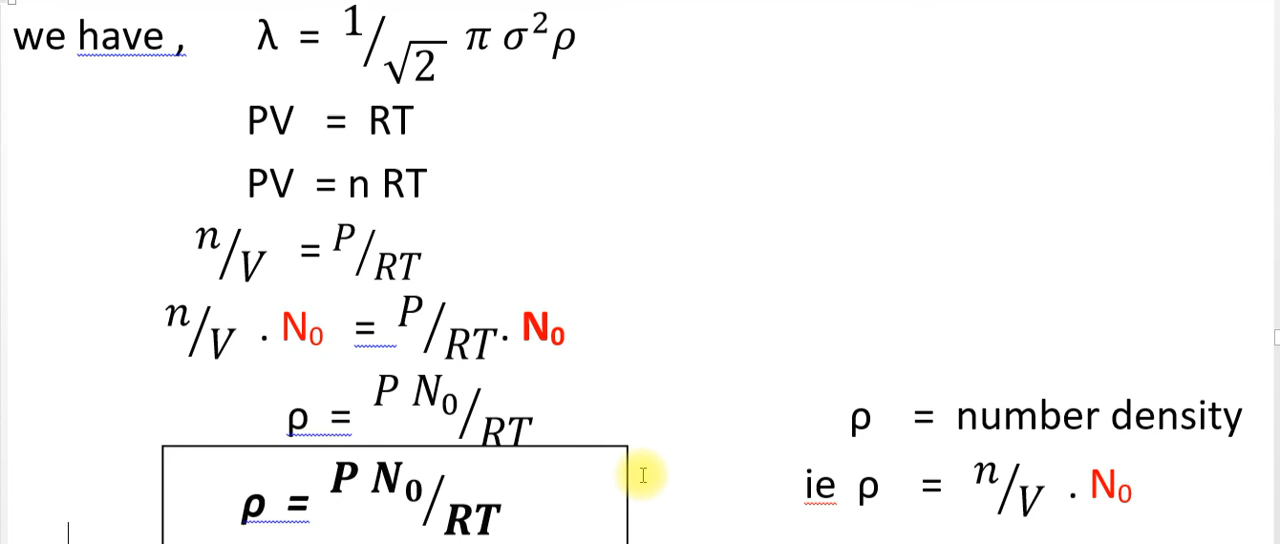 we have , λ = 1/√2 π σ²ρ
PV = RT
PV = n RT
n/V = P/RT
n/V . N₀ = P/RT . N₀
ρ = P N₀/RT
ρ = P N₀/RT
ρ = number density
ie ρ = n/V . N₀